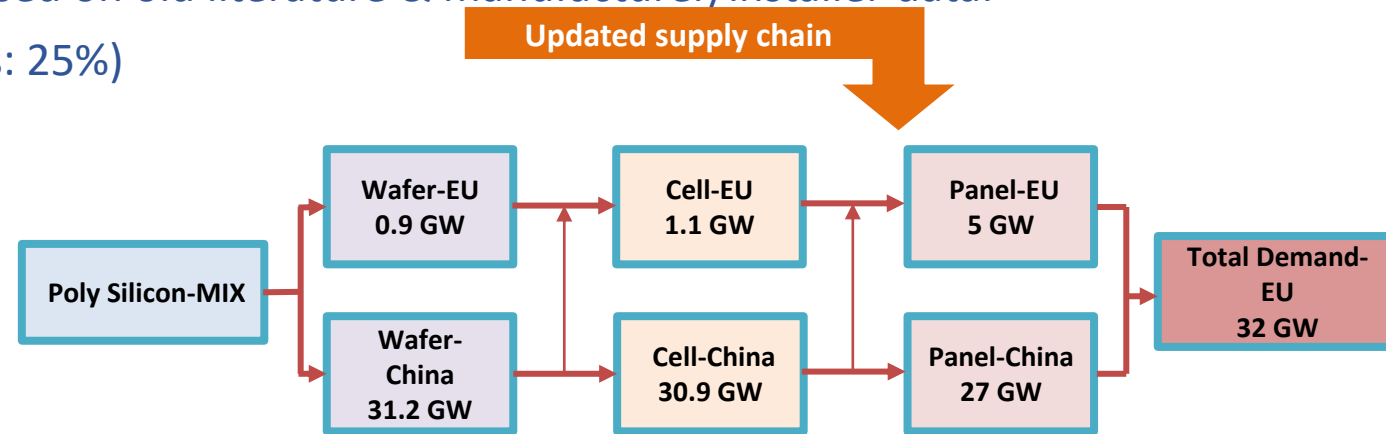 Updated supply chain
: 25%)
Wafer-EU
0.9 GW
Cell-EU
1.1 GW
Panel-EU
5 GW
Poly Silicon-MIX
Total Demand-
EU
32 GW
Wafer-
China
31.2 GW
Cell-China
30.9 GW
Panel-China
27 GW